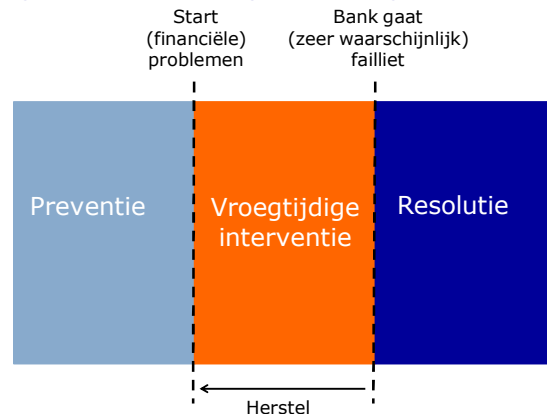 Start
(financiële)
problemen
Bank gaat
(zeer waarschijnlijk)
failliet
Preventie
Vroegtijdige
interventie
Resolutie
Herstel